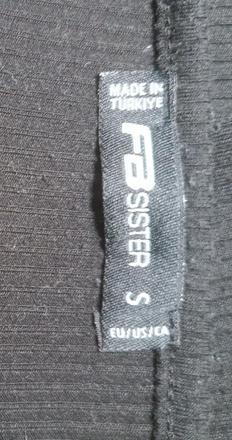 MADE IN
TÜRKIYE
FB SISTER
S
EU/US/CA